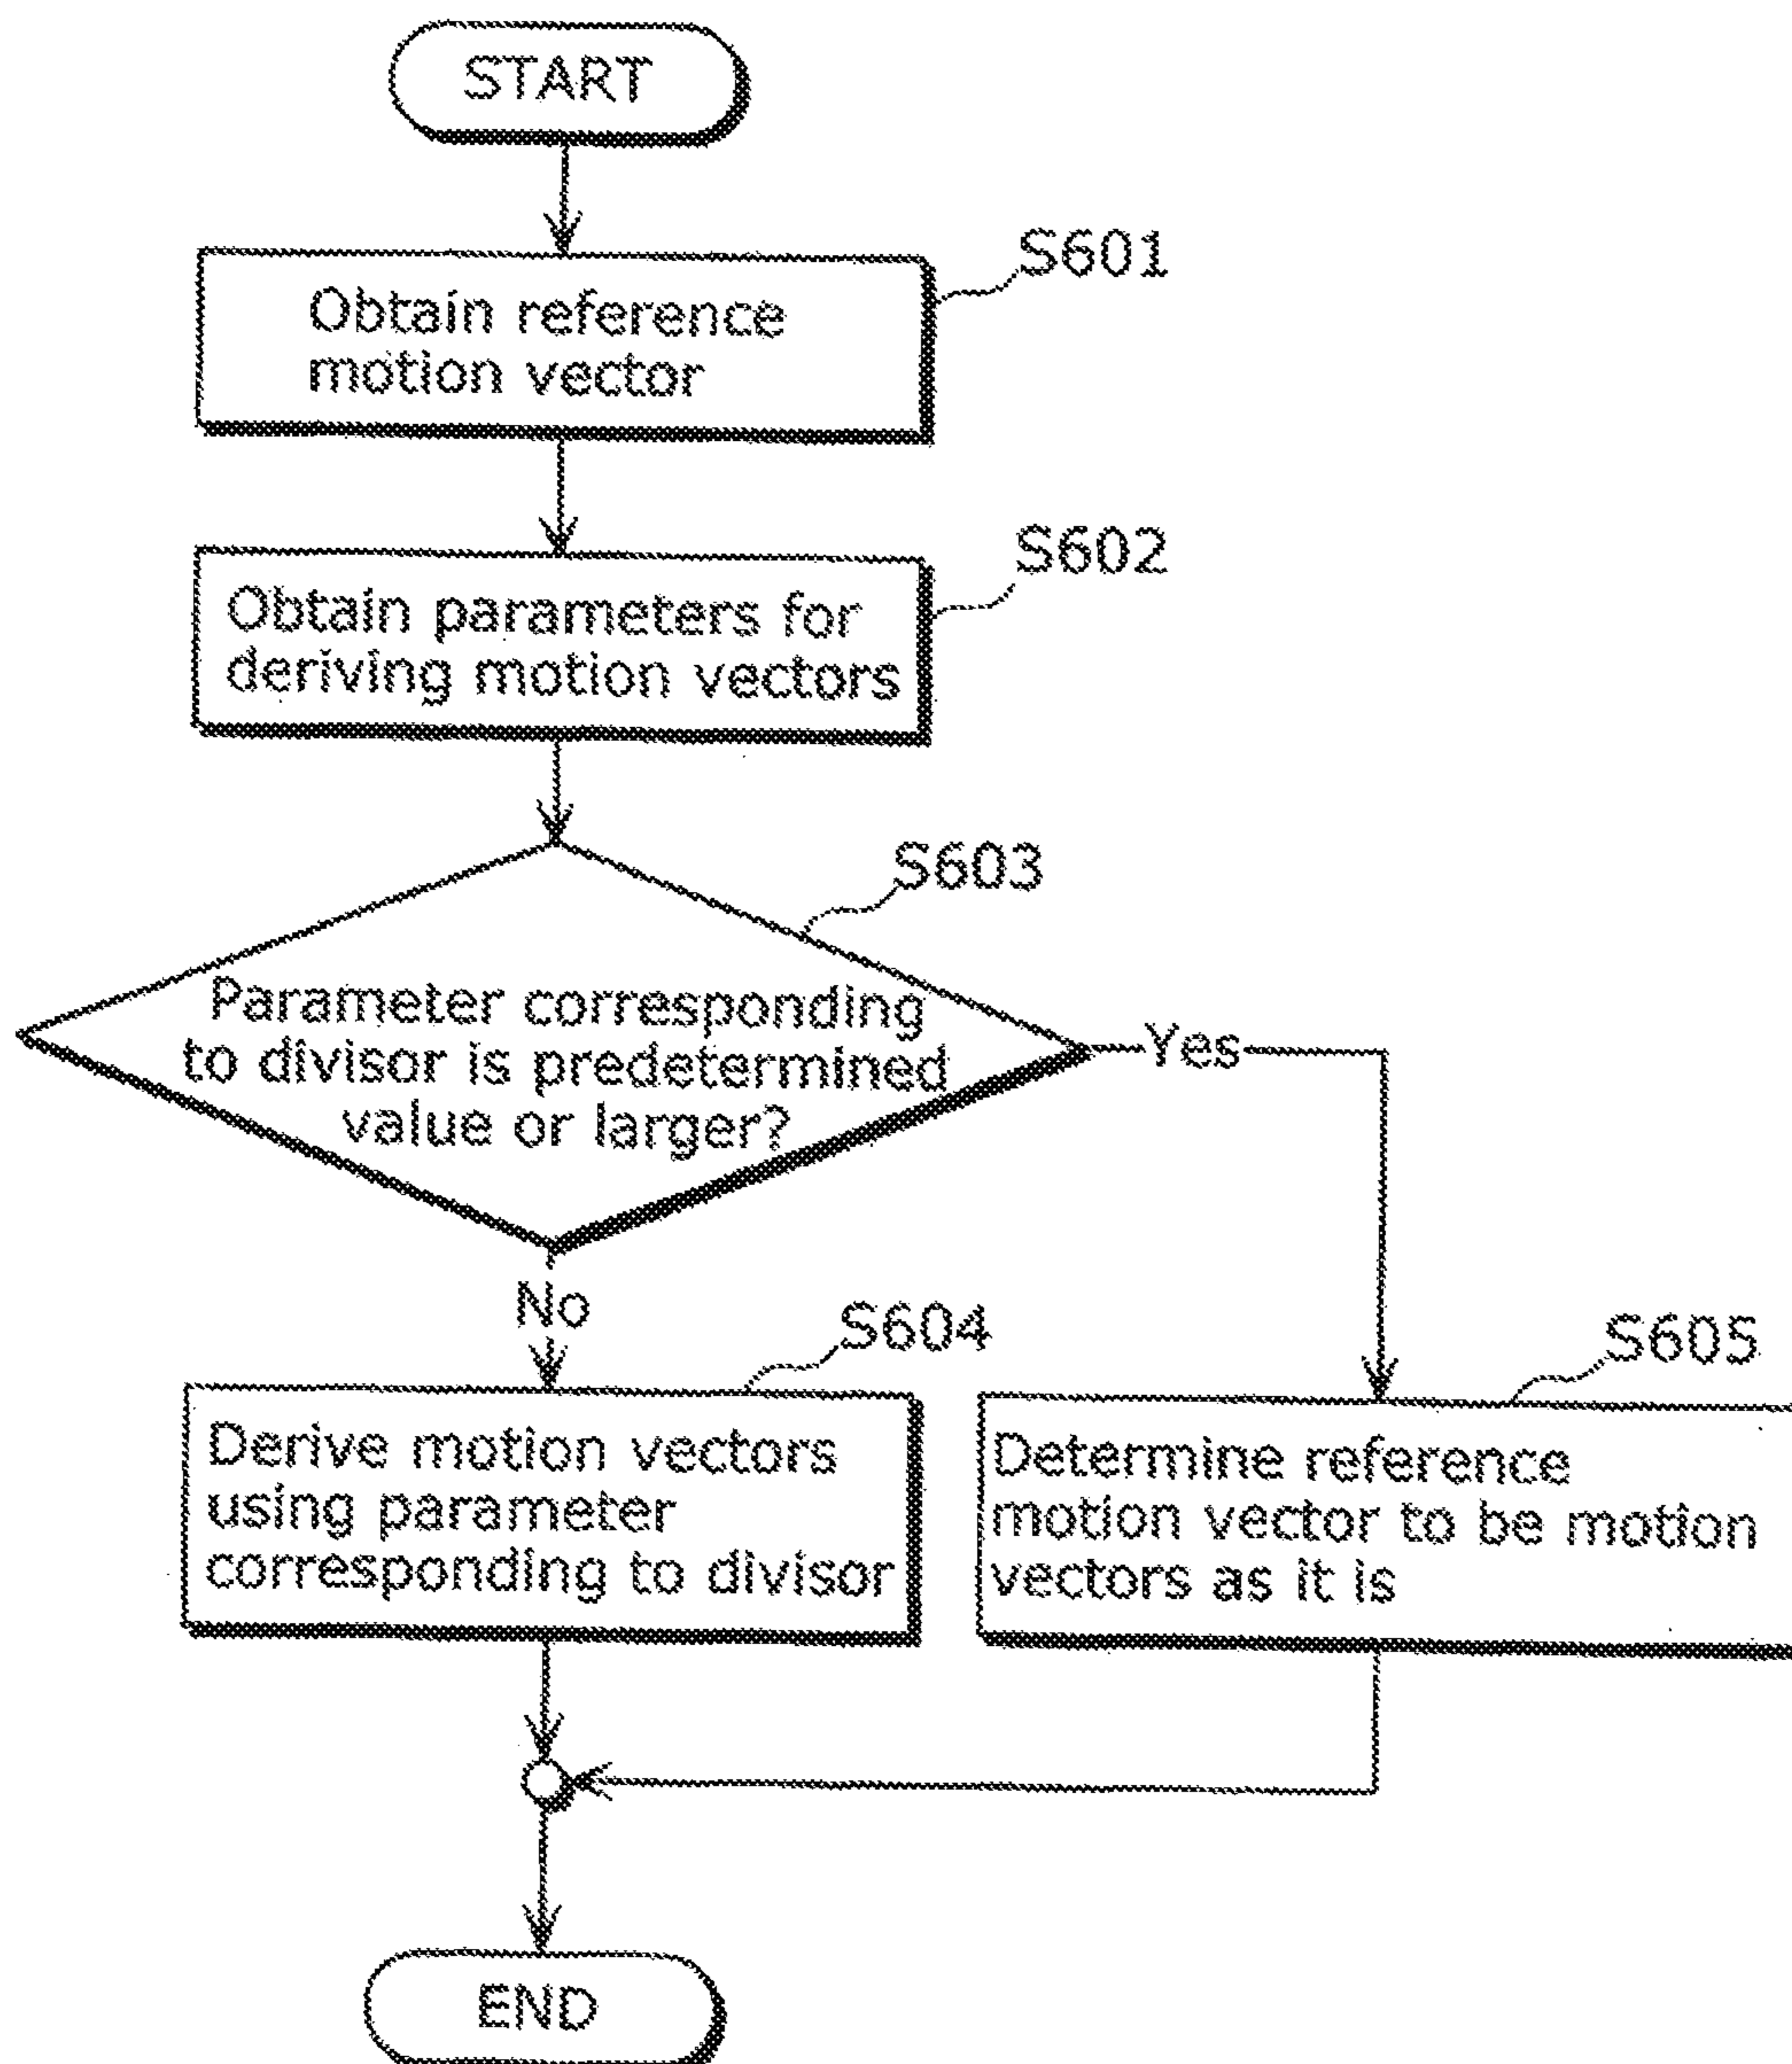 START
S601
Obtain reference
motion vector
S602
Obtain parameters for
deriving motion vectors
S603
Parameter corresponding
to divisor is predetermined
value or larger?
Yes
No
S604
Derive motion vectors
using parameter
corresponding to divisor
S605
Determine reference
motion vector to be motion
vectors as it is
END